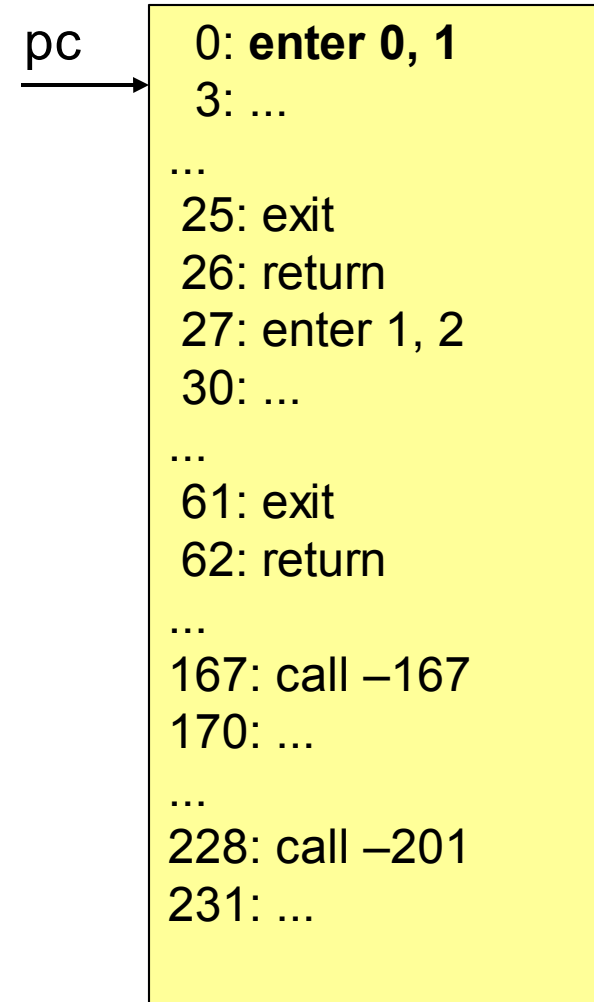 pc
0: enter 0, 1
3: ...
...
25: exit
26: return
27: enter 1, 2
30: ...
...
61: exit
62: return
...
167: call –167
170: ...
...
228: call –201
231: ...